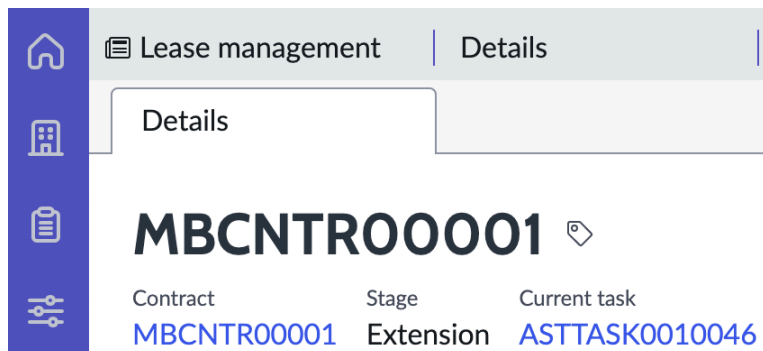 Lease management Details
Details
MBCNTR00001
Contract Stage Current task
MBCNTR00001 Extension ASTTASK0010046